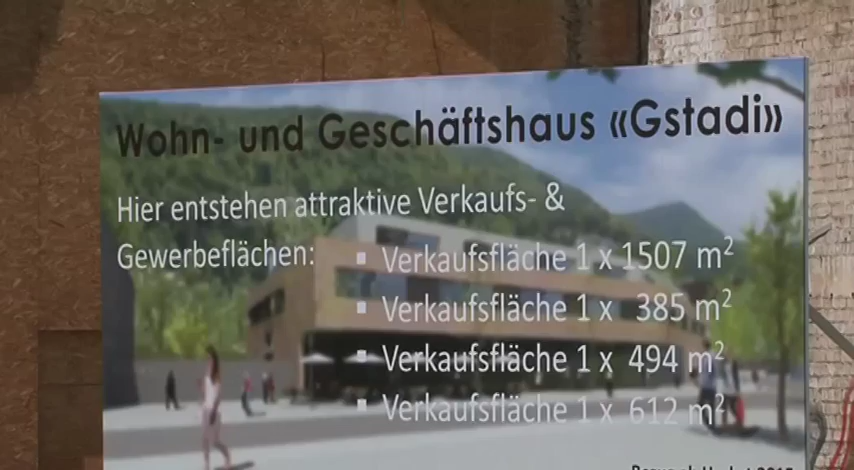 Wohn- und Geschäftshaus «Gstadi»
Hier entstehen attraktive Verkaufs- &
Gewerbeflächen:
▪ Verkaufsfläche 1 x 1507 m²
▪ Verkaufsfläche 1 x 385 m²
▪ Verkaufsfläche 1 x 494 m²
▪ Verkaufsfläche 1 x 612 m²